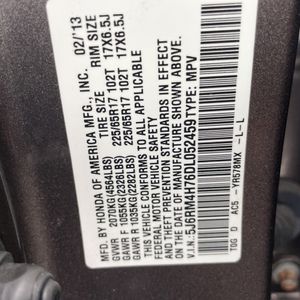 MFD. BY HONDA OF AMERICA MFG., INC. 02/'13
TIRE SIZE RIM SIZE
GVWR 2070KG(4564LBS)
GAWR F 1055KG(2326LBS) 225/65R17 102T 17X6.5J
GAWR R 1035KG(2282LBS) 225/65R17 102T 17X6.5J
THIS VEHICLE CONFORMS TO ALL APPLICABLE
FEDERAL MOTOR VEHICLE SAFETY, BUMPER AND
THEFT PREVENTION STANDARDS IN EFFECT ON
THE DATE OF MANUFACTURE SHOWN ABOVE.
V.I.N.: 5J6RM4H76DL052459 TYPE: MPV
T0G D AC5 -YR578MX -L-L